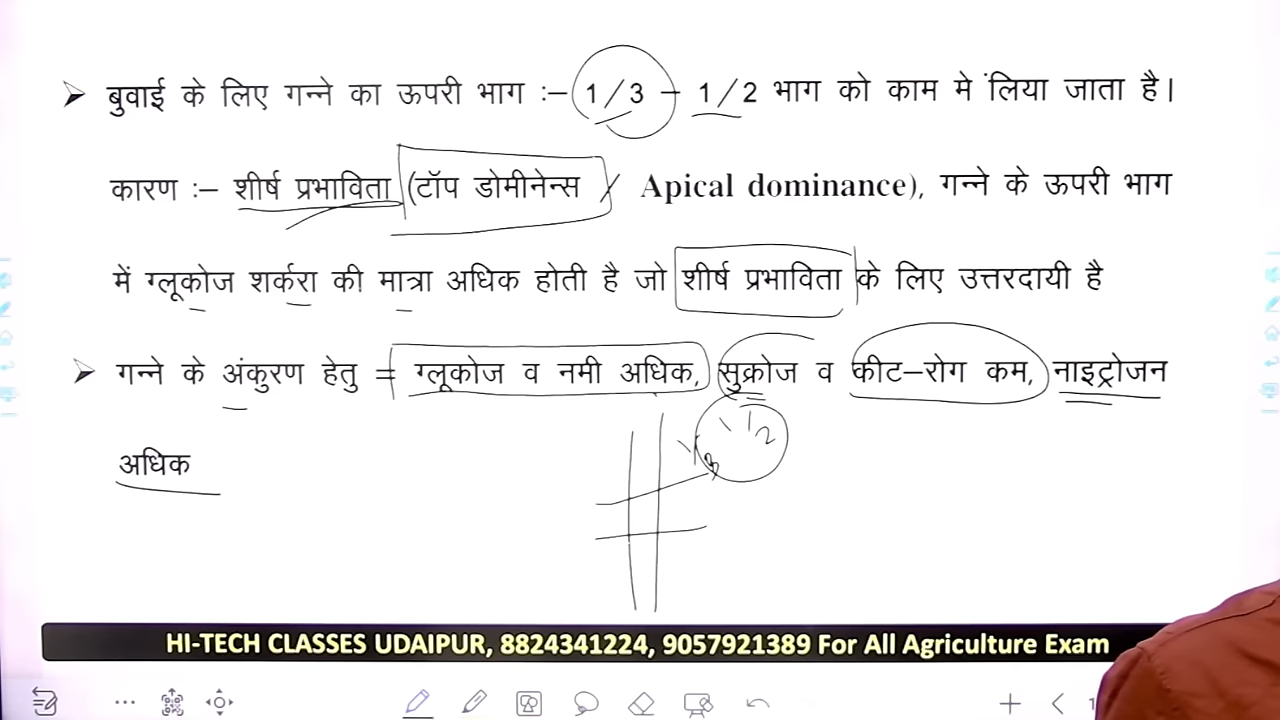 ➤ बुवाई के लिए गन्ने का ऊपरी भाग :– 1/3 – 1/2 भाग को काम में लिया जाता है।
कारण :– शीर्ष प्रभाविता (टॉप डोमीनेन्स / Apical dominance), गन्ने के ऊपरी भाग
में ग्लूकोज शर्करा की मात्रा अधिक होती है जो शीर्ष प्रभाविता के लिए उत्तरदायी है
➤ गन्ने के अंकुरण हेतु = ग्लूकोज व नमी अधिक, सुक्रोज व कीट–रोग कम, नाइट्रोजन
अधिक
1/3 1/2
HI-TECH CLASSES UDAIPUR, 8824341224, 9057921389 For All Agriculture Exam